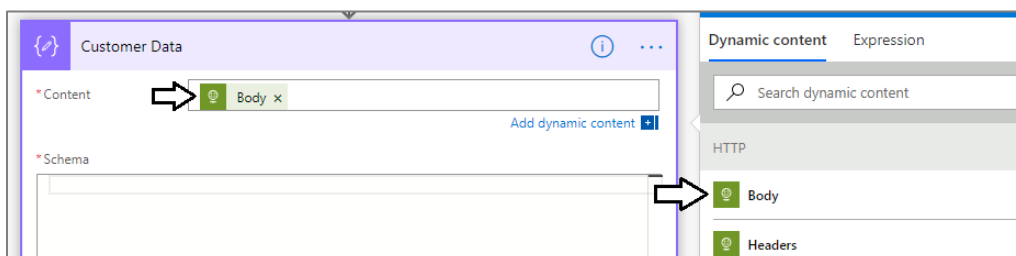 Customer Data
* Content
Body ×
Add dynamic content
* Schema
Dynamic content Expression
Search dynamic content
HTTP
Body
Headers